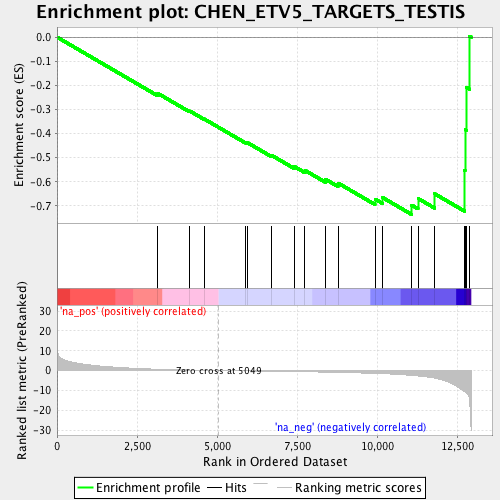 Enrichment plot: CHEN_ETV5_TARGETS_TESTIS
Enrichment score (ES)
0.0
-0.1
-0.2
-0.3
-0.4
-0.5
-0.6
-0.7
Ranked list metric (PreRanked)
30
20
10
0
-10
-20
-30
'na_pos' (positively correlated)
Zero cross at 5049
'na_neg' (negatively correlated)
0 2,500 5,000 7,500 10,000 12,500
Rank in Ordered Dataset
Enrichment profile Hits Ranking metric scores